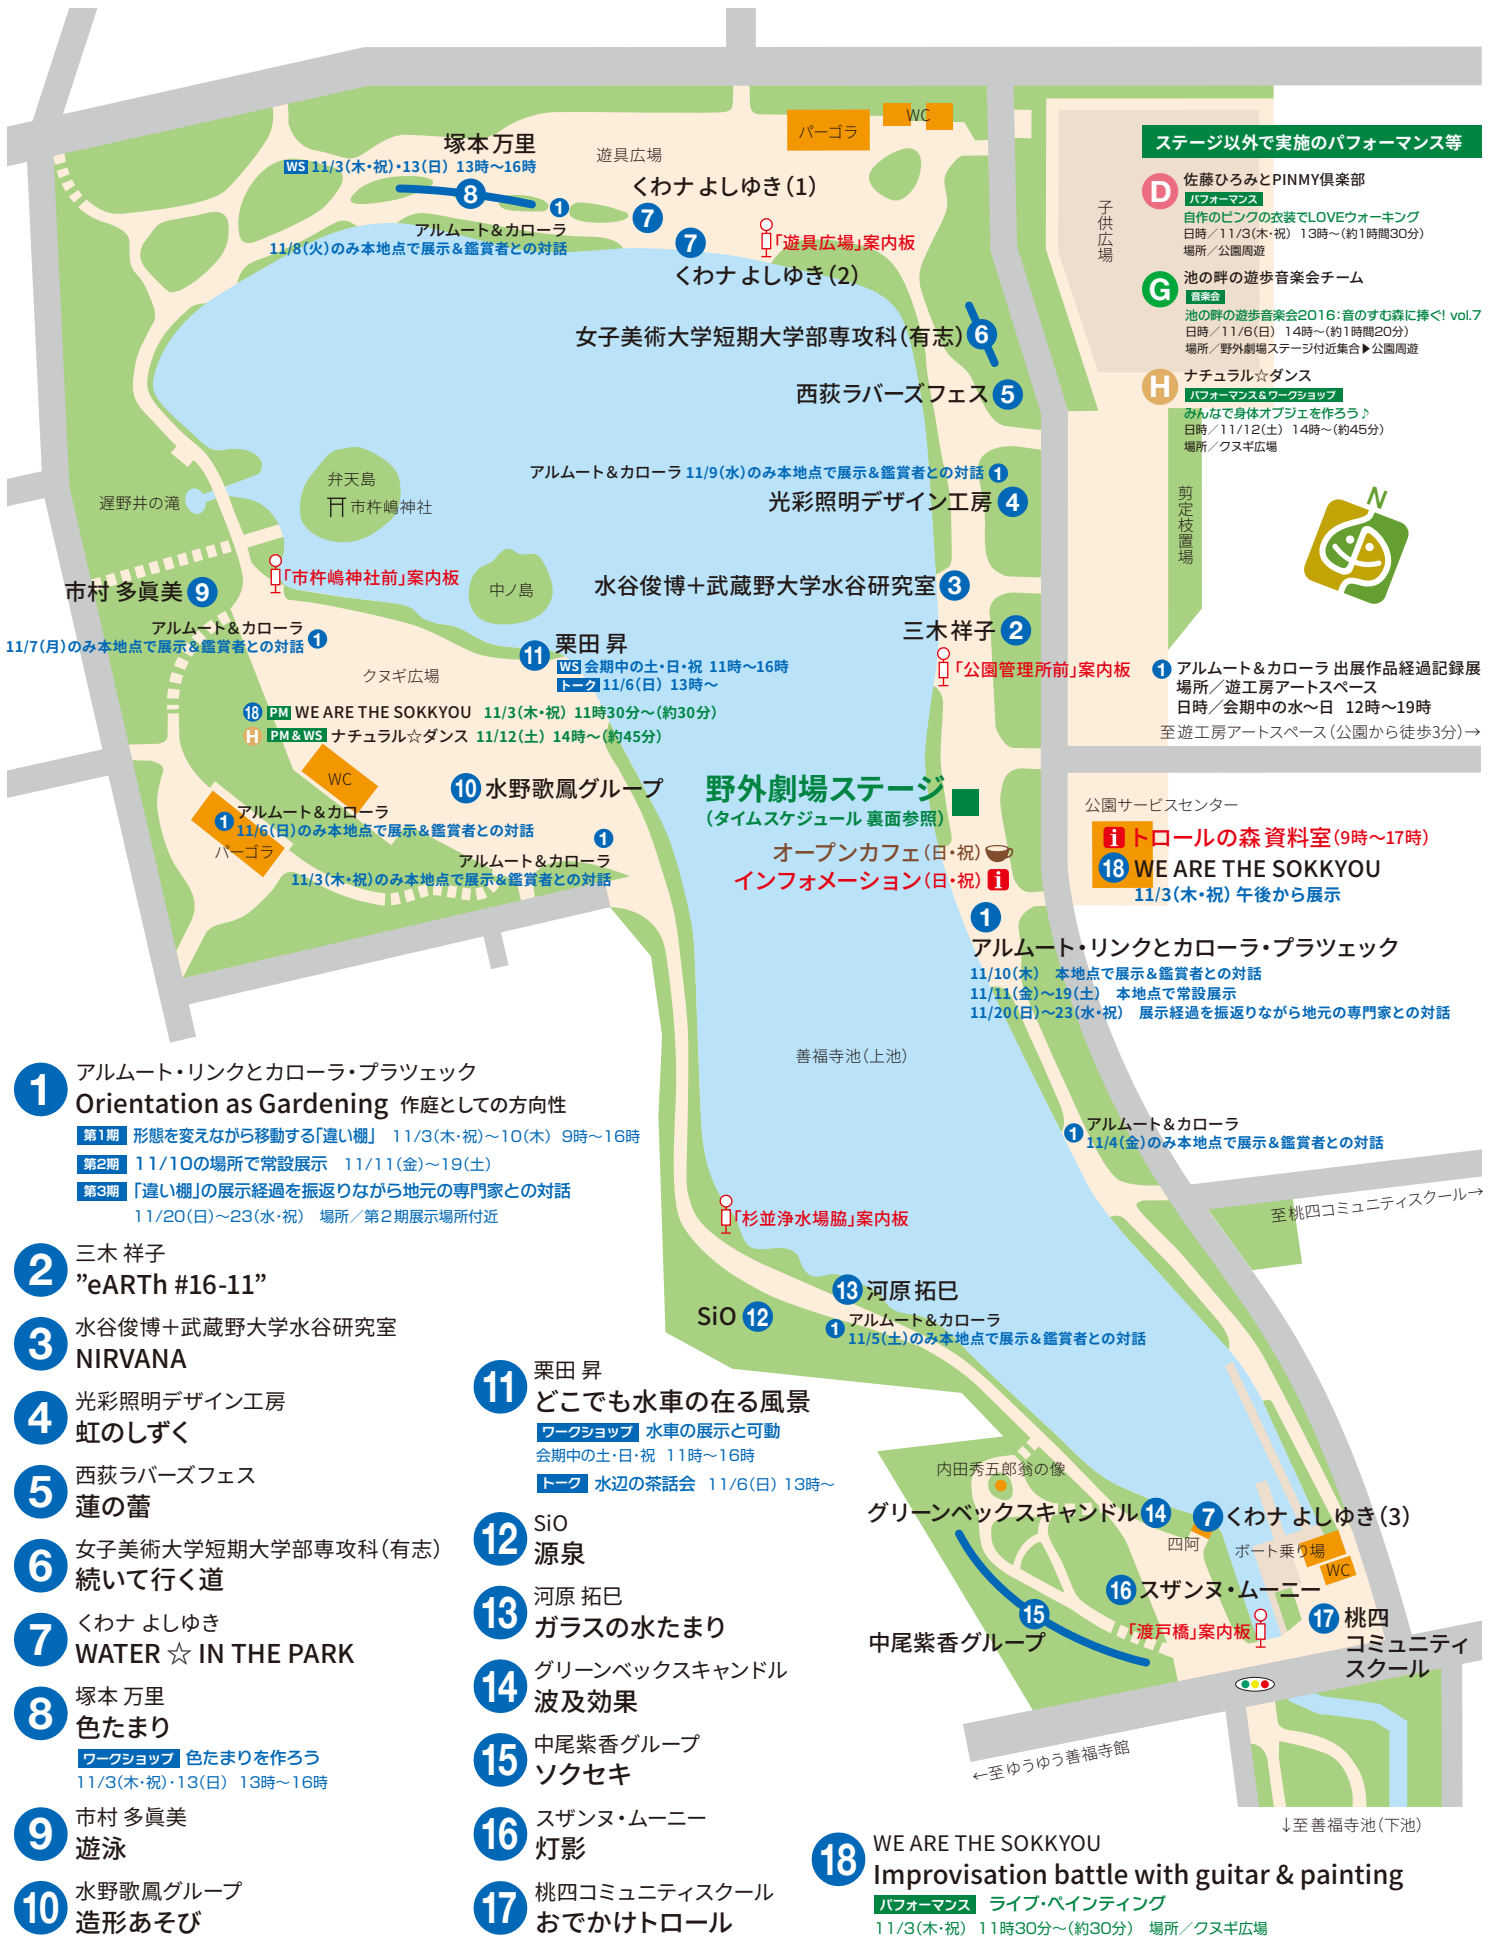 塚本 万里
WS 11/3(木・祝)・13(日) 13時〜16時
8
1
アルムート＆カローラ
11/8(火)のみ本地点で展示＆鑑賞者との対話
遊具広場
くわナ よしゆき(1)
7
7
くわナ よしゆき(2)
「遊具広場」案内板
パーゴラ
WC
子供広場
ステージ以外で実施のパフォーマンス等
D 佐藤ひろみとPINMY倶楽部
パフォーマンス
自作のピンクの衣装でLOVEウォーキング
日時／11/3(木・祝) 13時〜(約1時間30分)
場所／公園周遊
G 池の畔の遊歩音楽会チーム
音楽会
池の畔の遊歩音楽会2016：音のすむ森に捧ぐ! vol.7
日時／11/6(日) 14時〜(約1時間20分)
場所／野外劇場ステージ付近集合▶公園周遊
H ナチュラル☆ダンス
パフォーマンス＆ワークショップ
みんなで身体オブジェを作ろう♪
日時／11/12(土) 14時〜(約45分)
場所／クヌギ広場
女子美術大学短期大学部専攻科(有志) 6
西荻ラバーズフェス 5
アルムート＆カローラ 11/9(水)のみ本地点で展示＆鑑賞者との対話 1
光彩照明デザイン工房 4
剪定枝置場
N
弁天島
市杵嶋神社
遅野井の滝
「市杵嶋神社前」案内板
中ノ島
水谷俊博＋武蔵野大学水谷研究室 3
市村 多眞美 9
アルムート＆カローラ
11/7(月)のみ本地点で展示＆鑑賞者との対話 1
三木 祥子 2
「公園管理所前」案内板
11 栗田 昇
WS 会期中の土・日・祝 11時〜16時
トーク 11/6(日) 13時〜
クヌギ広場
18 PM WE ARE THE SOKKYOU 11/3(木・祝) 11時30分〜(約30分)
H PM＆WS ナチュラル☆ダンス 11/12(土) 14時〜(約45分)
1 アルムート＆カローラ 出展作品経過記録展
場所／遊工房アートスペース
日時／会期中の水〜日 12時〜19時
至遊工房アートスペース(公園から徒歩3分)→
WC
10 水野歌鳳グループ
野外劇場ステージ
(タイムスケジュール 裏面参照)
オープンカフェ(日・祝)
インフォメーション(日・祝) i
公園サービスセンター
i トロールの森 資料室(9時〜17時)
18 WE ARE THE SOKKYOU
11/3(木・祝) 午後から展示
1 アルムート＆カローラ
11/6(日)のみ本地点で展示＆鑑賞者との対話
パーゴラ
1
アルムート＆カローラ
11/3(木・祝)のみ本地点で展示＆鑑賞者との対話
1
アルムート・リンクとカローラ・プラツェック
11/10(木) 本地点で展示＆鑑賞者との対話
11/11(金)〜19(土) 本地点で常設展示
11/20(日)〜23(水・祝) 展示経過を振返りながら地元の専門家との対話
善福寺池(上池)
1 アルムート＆カローラ
11/4(金)のみ本地点で展示＆鑑賞者との対話
至桃四コミュニティスクール→
「杉並浄水場脇」案内板
13 河原 拓巳
SiO 12
1 アルムート＆カローラ
11/5(土)のみ本地点で展示＆鑑賞者との対話
内田秀五郎翁の像
グリーンベックスキャンドル 14
7 くわナ よしゆき(3)
四阿
ボート乗り場
WC
16 スザンヌ・ムーニー
15
中尾紫香グループ
「渡戸橋」案内板
17 桃四
コミュニティ
スクール
←至ゆうゆう善福寺館
↓至善福寺池(下池)
1 アルムート・リンクとカローラ・プラツェック
Orientation as Gardening 作庭としての方向性
第1期 形態を変えながら移動する「違い棚」 11/3(木・祝)〜10(木) 9時〜16時
第2期 11/10の場所で常設展示 11/11(金)〜19(土)
第3期 「違い棚」の展示経過を振返りながら地元の専門家との対話
11/20(日)〜23(水・祝) 場所／第2期展示場所付近
2 三木 祥子
”eARTh #16-11”
3 水谷俊博＋武蔵野大学水谷研究室
NIRVANA
4 光彩照明デザイン工房
虹のしずく
5 西荻ラバーズフェス
蓮の蕾
6 女子美術大学短期大学部専攻科(有志)
続いて行く道
7 くわナ よしゆき
WATER ☆ IN THE PARK
8 塚本 万里
色たまり
ワークショップ 色たまりを作ろう
11/3(木・祝)・13(日) 13時〜16時
9 市村 多眞美
遊泳
10 水野歌鳳グループ
造形あそび
11 栗田 昇
どこでも水車の在る風景
ワークショップ 水車の展示と可動
会期中の土・日・祝 11時〜16時
トーク 水辺の茶話会 11/6(日) 13時〜
12 SiO
源泉
13 河原 拓巳
ガラスの水たまり
14 グリーンベックスキャンドル
波及効果
15 中尾紫香グループ
ソクセキ
16 スザンヌ・ムーニー
灯影
17 桃四コミュニティスクール
おでかけトロール
18 WE ARE THE SOKKYOU
Improvisation battle with guitar & painting
パフォーマンス ライブ・ペインティング
11/3(木・祝) 11時30分〜(約30分) 場所／クヌギ広場